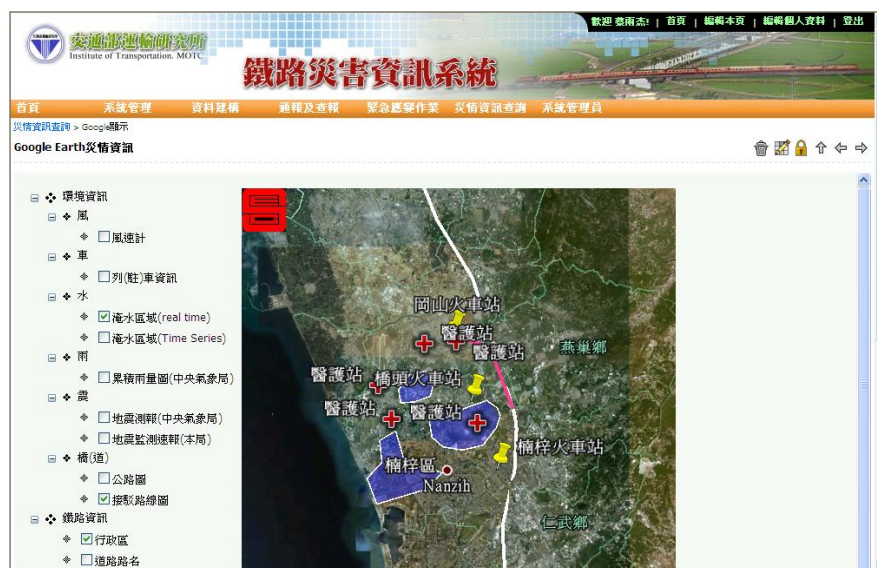 歡迎 蔡雨杰! | 首頁 | 編輯本頁 | 編輯個人資料 | 登出
交通部運輸研究所
Institute of Transportation. MOTC
鐵路災害資訊系統
首頁 系統管理 資料建構 通報及查報 緊急應變作業 災情資訊查詢 系統管理員
災情資訊查詢 > Google顯示
Google Earth災情資訊
環境資訊
風
風速計
車
列(駐)車資訊
水
淹水區域(real time)
淹水區域(Time Series)
雨
累積雨量圖(中央氣象局)
震
地震測報(中央氣象局)
地震監測速報(本局)
橋(道)
公路圖
接駁路線圖
鐵路資訊
行政區
道路路名
岡山火車站
醫護站
醫護站
燕巢鄉
醫護站
橋頭火車站
醫護站
醫護站
楠梓火車站
楠梓區
Nanzih
仁武鄉